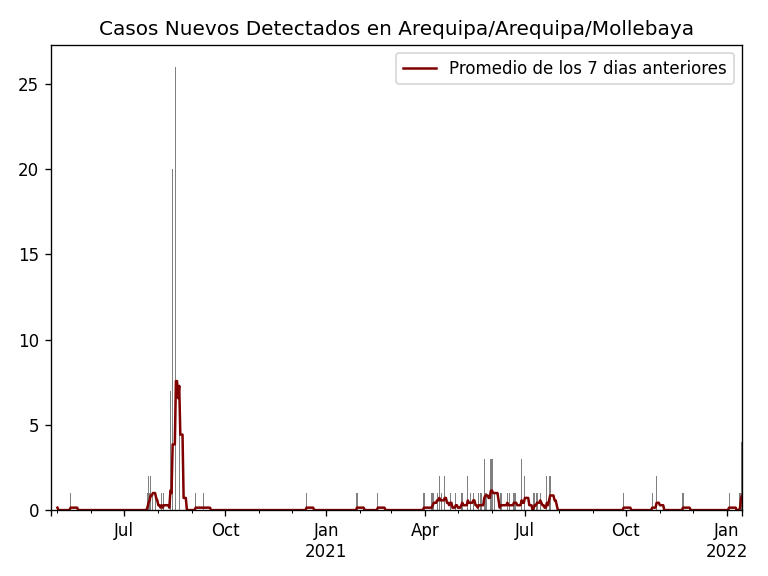 Casos Nuevos Detectados en Arequipa/Arequipa/Mollebaya
Promedio de los 7 dias anteriores
25
20
15
10
5
0
Jul Oct Jan Apr Jul Oct Jan
2021 2022